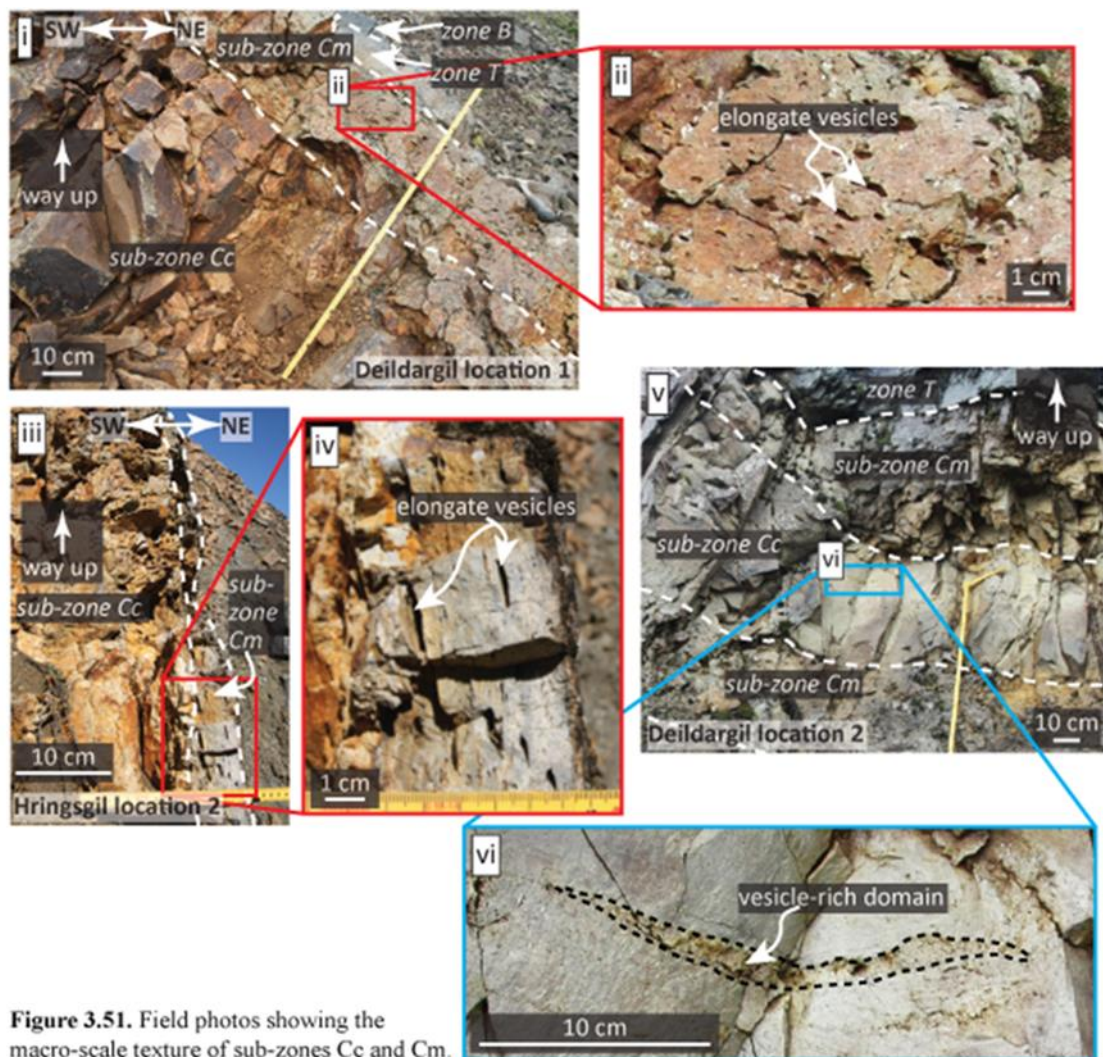 i
SW NE
sub-zone Cm
zone B
zone T
ii
way up
sub-zone Cc
10 cm
Deildargil location 1
ii
elongate vesicles
1 cm
iii
SW NE
way up
sub-zone Cc
sub-
zone
Cm
10 cm
Hringsgil location 2
iv
elongate vesicles
1 cm
v
zone T
way up
sub-zone Cm
sub-zone Cc
vi
sub-zone Cm
Deildargil location 2
10 cm
vi
vesicle-rich domain
10 cm
Figure 3.51. Field photos showing the
macro-scale texture of sub-zones Cc and Cm.